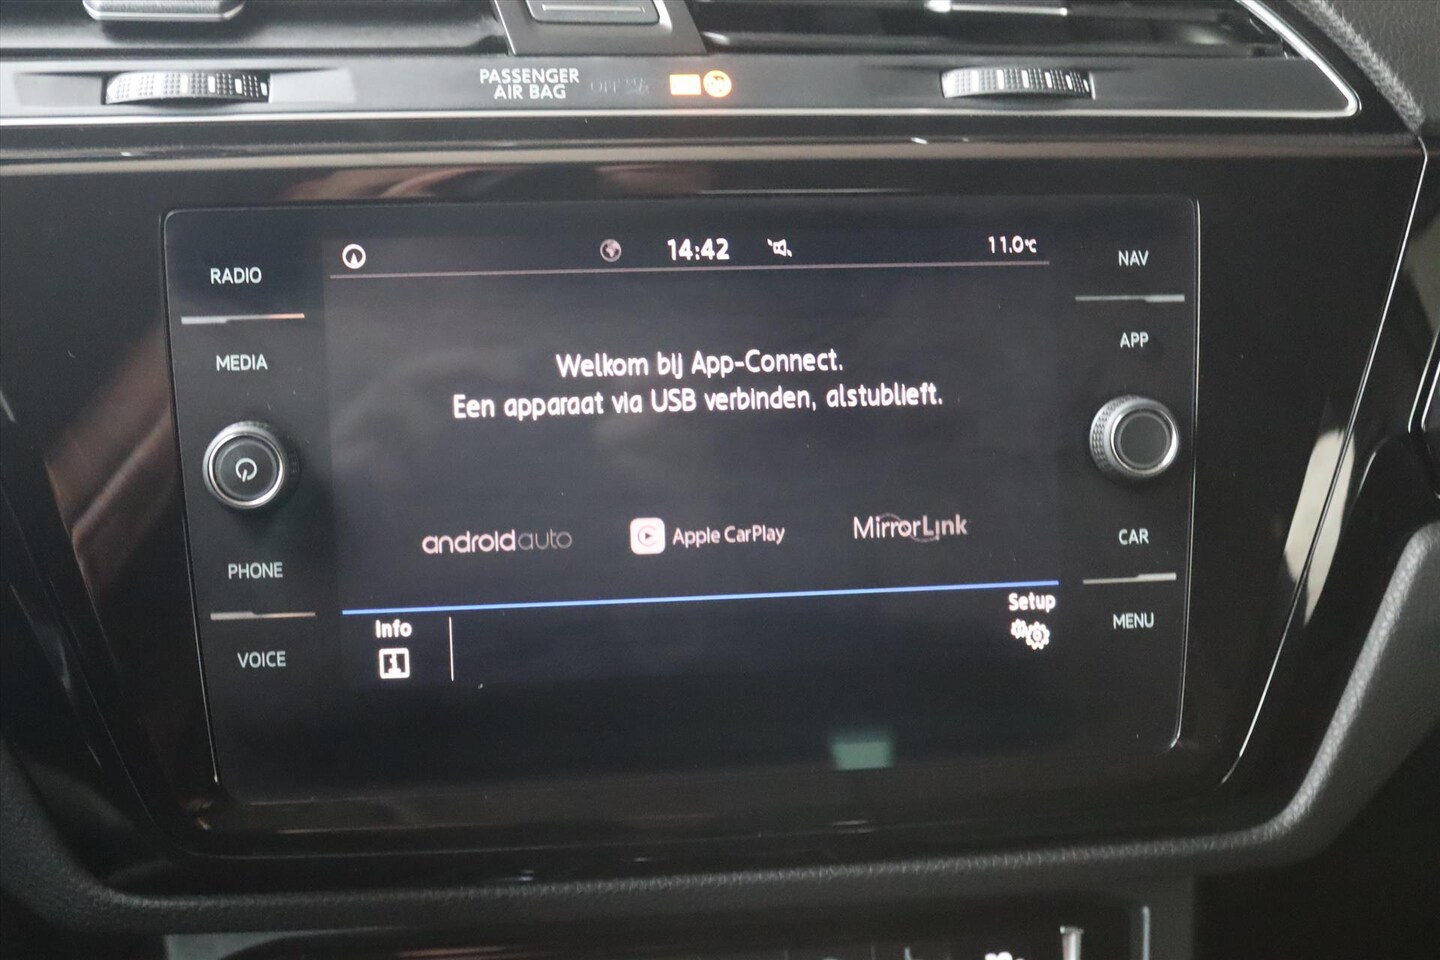 PASSENGER
AIR BAG OFF
14:42
11.0°C
RADIO
MEDIA
PHONE
VOICE
NAV
APP
CAR
MENU
Welkom bij App-Connect.
Een apparaat via USB verbinden, alstublieft.
androidauto
Apple CarPlay
MirrorLink
Info
Setup